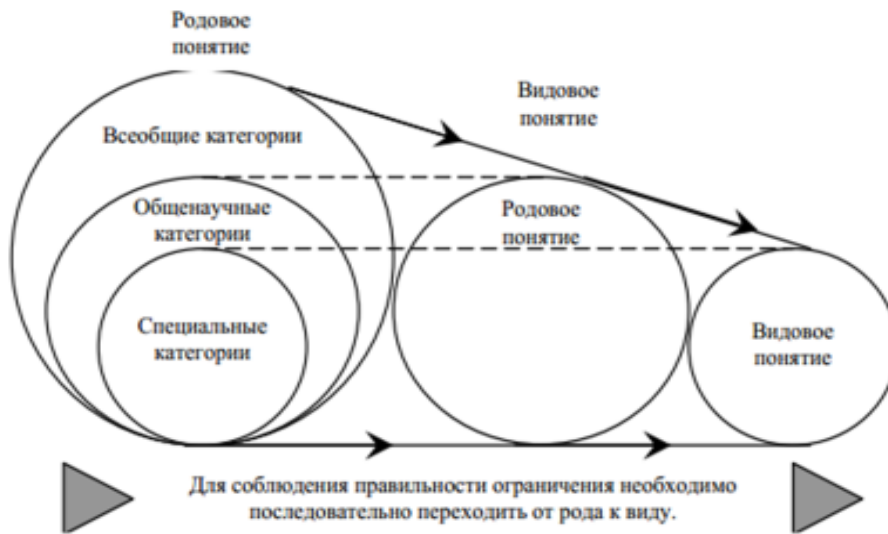 Родовое
понятие
Видовое
понятие
Всеобщие категории
Общенаучные
категории
Родовое
понятие
Специальные
категории
Видовое
понятие
Для соблюдения правильности ограничения необходимо
последовательно переходить от рода к виду.